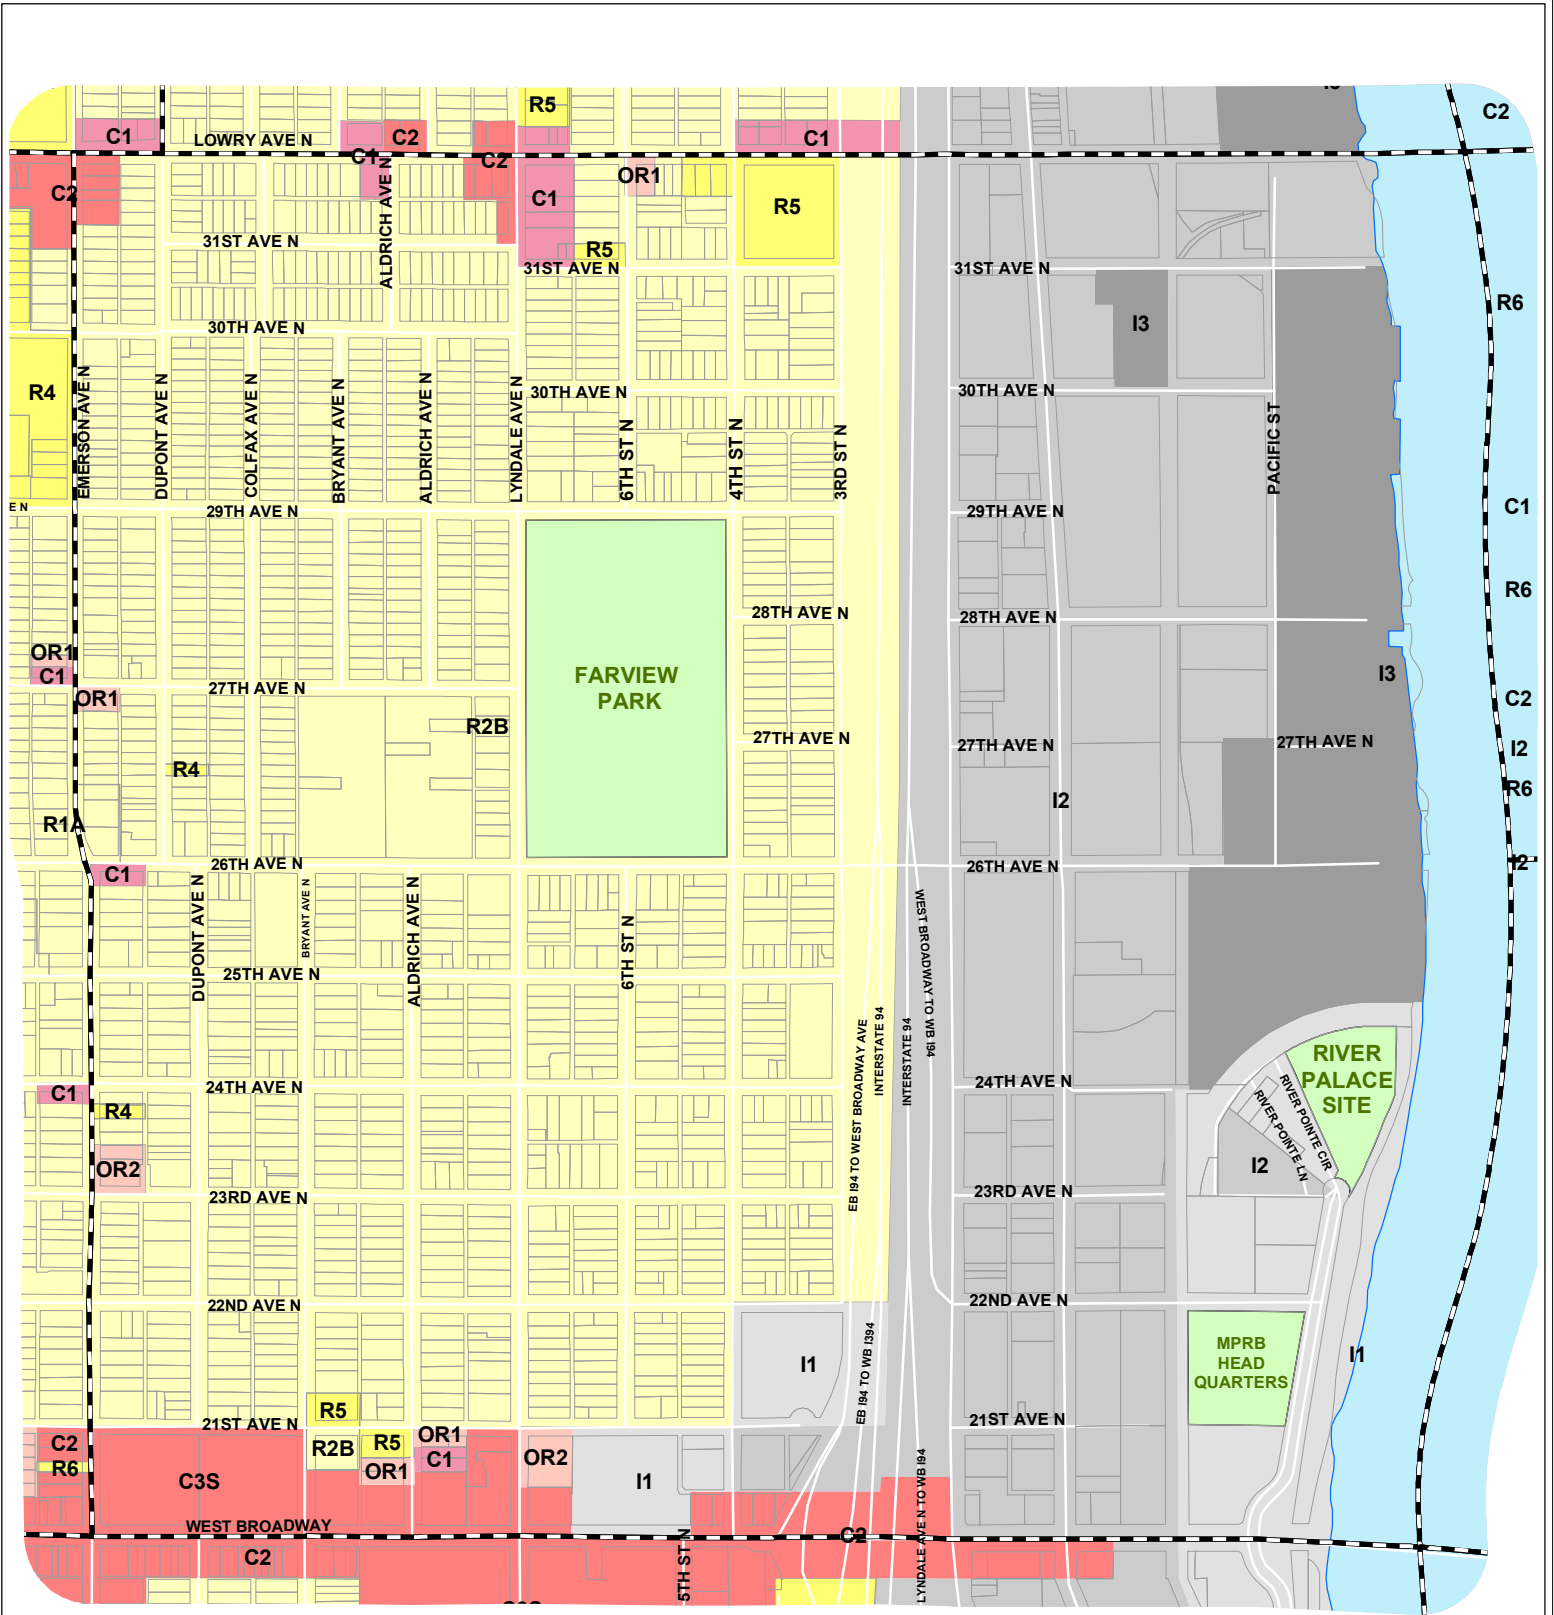 R5
C2
C1
LOWRY AVE N
C2
C1
C1
C2
OR1
C2
C1
R5
ALDRICH AVE N
31ST AVE N
R5
31ST AVE N
31ST AVE N
R6
I3
30TH AVE N
30TH AVE N
30TH AVE N
R4
EMERSON AVE N
DUPONT AVE N
COLFAX AVE N
BRYANT AVE N
ALDRICH AVE N
LYNDALE AVE N
6TH ST N
4TH ST N
3RD ST N
PACIFIC ST
E N
29TH AVE N
29TH AVE N
C1
R6
28TH AVE N
28TH AVE N
OR1
C1
FARVIEW
PARK
I3
27TH AVE N
OR1
C2
R2B
27TH AVE N
27TH AVE N
27TH AVE N
I2
R4
R6
I2
R1A
26TH AVE N
26TH AVE N
I2
C1
DUPONT AVE N
BRYANT AVE N
ALDRICH AVE N
6TH ST N
WEST BROADWAY TO WB I94
25TH AVE N
EB I94 TO WEST BROADWAY AVE
INTERSTATE 94
INTERSTATE 94
RIVER
PALACE
SITE
24TH AVE N
24TH AVE N
C1
R4
RIVER POINTE CIR
RIVER POINTE LN
OR2
I2
23RD AVE N
23RD AVE N
22ND AVE N
22ND AVE N
EB I94 TO WB I394
I1
MPRB
HEAD
QUARTERS
I1
R5
21ST AVE N
21ST AVE N
C2
R6
C3S
R2B
R5
OR1
OR1
C1
OR2
I1
LYNDALE AVE N TO WB I94
WEST BROADWAY
C2
C2
5TH ST N